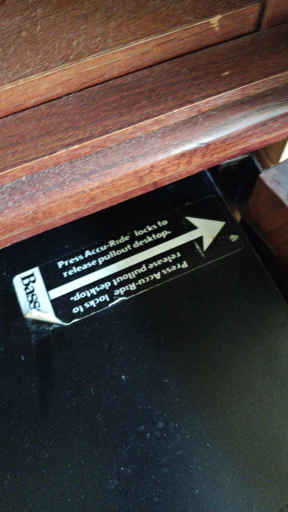 Press Accu-Ride locks to
release pullout desktop.
Bass
Press Accu-Ride locks to
release pullout desktop.